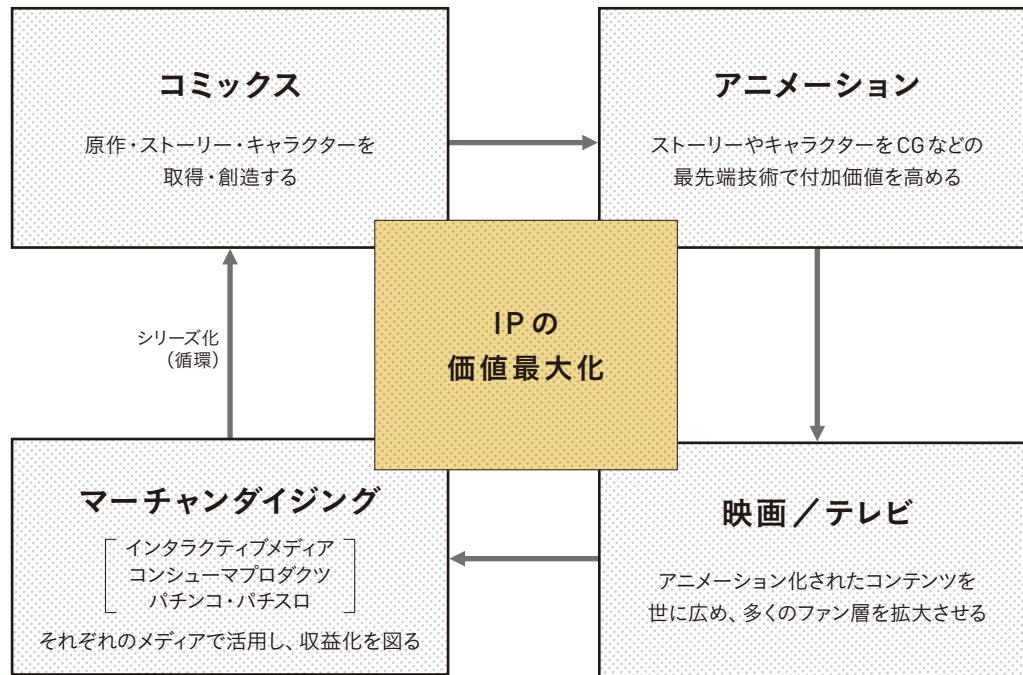 コミックス
原作・ストーリー・キャラクターを
取得・創造する
アニメーション
ストーリーやキャラクターをCGなどの
最先端技術で付加価値を高める
IPの
価値最大化
シリーズ化
（循環）
マーチャンダイジング
インタラクティブメディア
コンシューマプロダクツ
パチンコ・パチスロ
それぞれのメディアで活用し、収益化を図る
映画／テレビ
アニメーション化されたコンテンツを
世に広め、多くのファン層を拡大させる